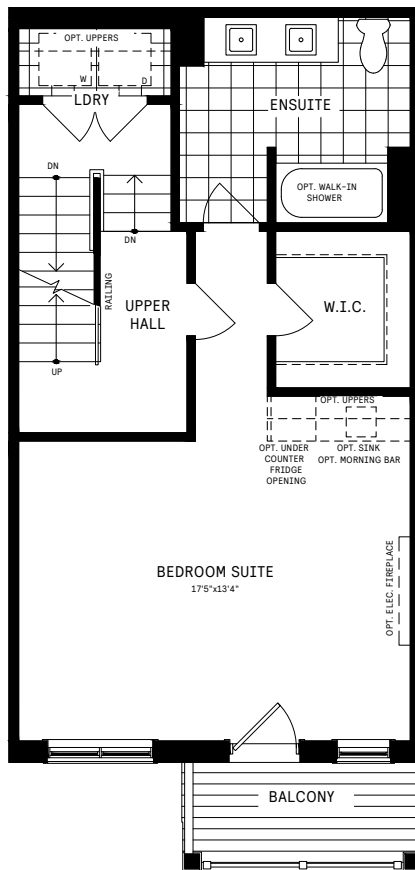 OPT. UPPERS
W
D
LDRY
ENSUITE
DN
OPT. WALK-IN
SHOWER
DN
RAILING
UPPER
HALL
W.I.C.
UP
OPT. UPPERS
OPT. UNDER
COUNTER
FRIDGE
OPENING
OPT. SINK
OPT. MORNING BAR
BEDROOM SUITE
17'5"x13'4"
OPT. ELEC. FIREPLACE
BALCONY